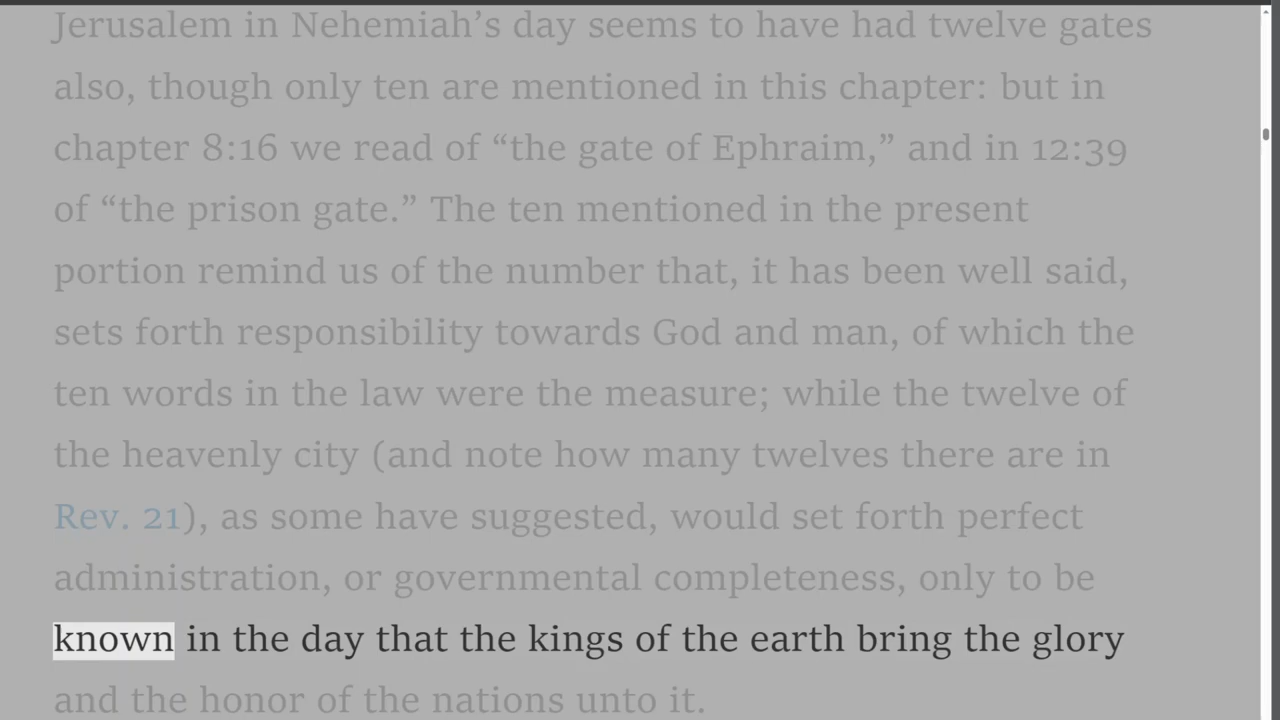 Jerusalem in Nehemiah’s day seems to have had twelve gates
also, though only ten are mentioned in this chapter: but in
chapter 8:16 we read of “the gate of Ephraim,” and in 12:39
of “the prison gate.” The ten mentioned in the present
portion remind us of the number that, it has been well said,
sets forth responsibility towards God and man, of which the
ten words in the law were the measure; while the twelve of
the heavenly city (and note how many twelves there are in
Rev. 21), as some have suggested, would set forth perfect
administration, or governmental completeness, only to be
known in the day that the kings of the earth bring the glory
and the honor of the nations unto it.